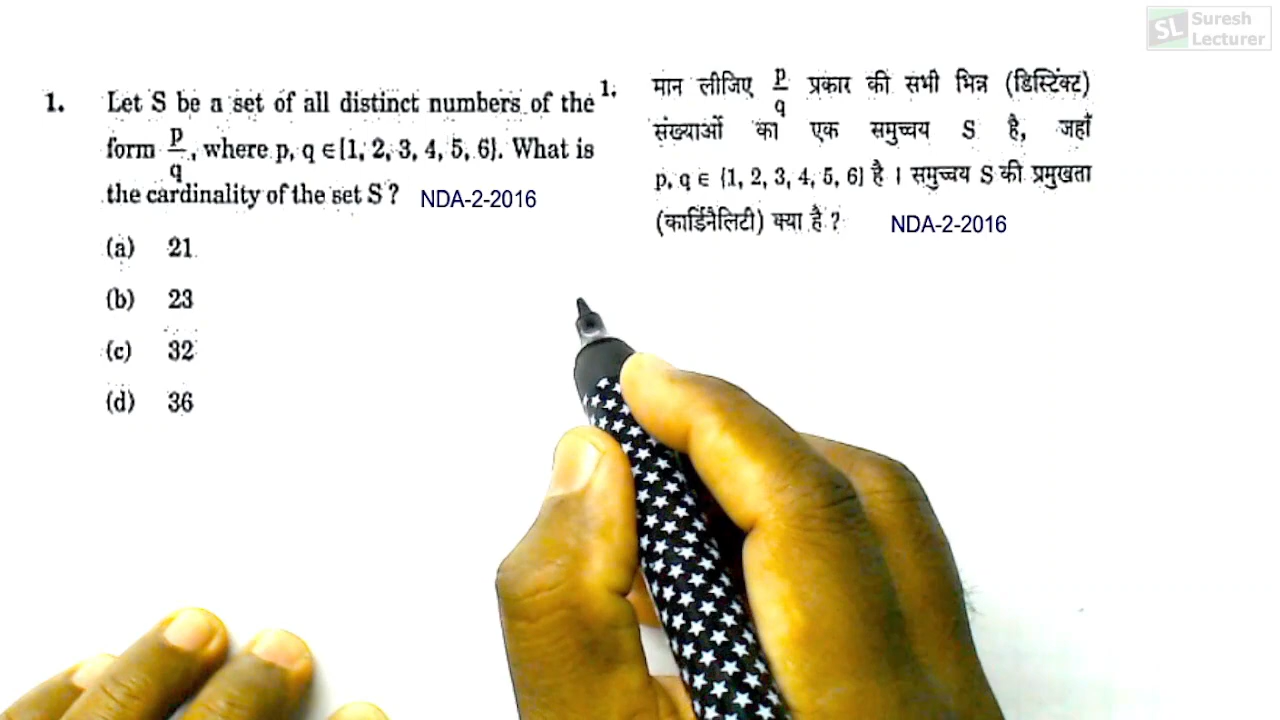 Suresh
SL Lecturer
1. Let S be a set of all distinct numbers of the
form p/q, where p, q ∈ {1, 2, 3, 4, 5, 6}. What is
the cardinality of the set S ? NDA-2-2016
(a) 21
(b) 23
(c) 32
(d) 36
1. मान लीजिए p/q प्रकार की सभी भिन्न (डिस्टिंक्ट)
संख्याओं का एक समुच्चय S है, जहाँ
p, q ∈ {1, 2, 3, 4, 5, 6} है । समुच्चय S की प्रमुखता
(कार्डिनैलिटी) क्या है ? NDA-2-2016